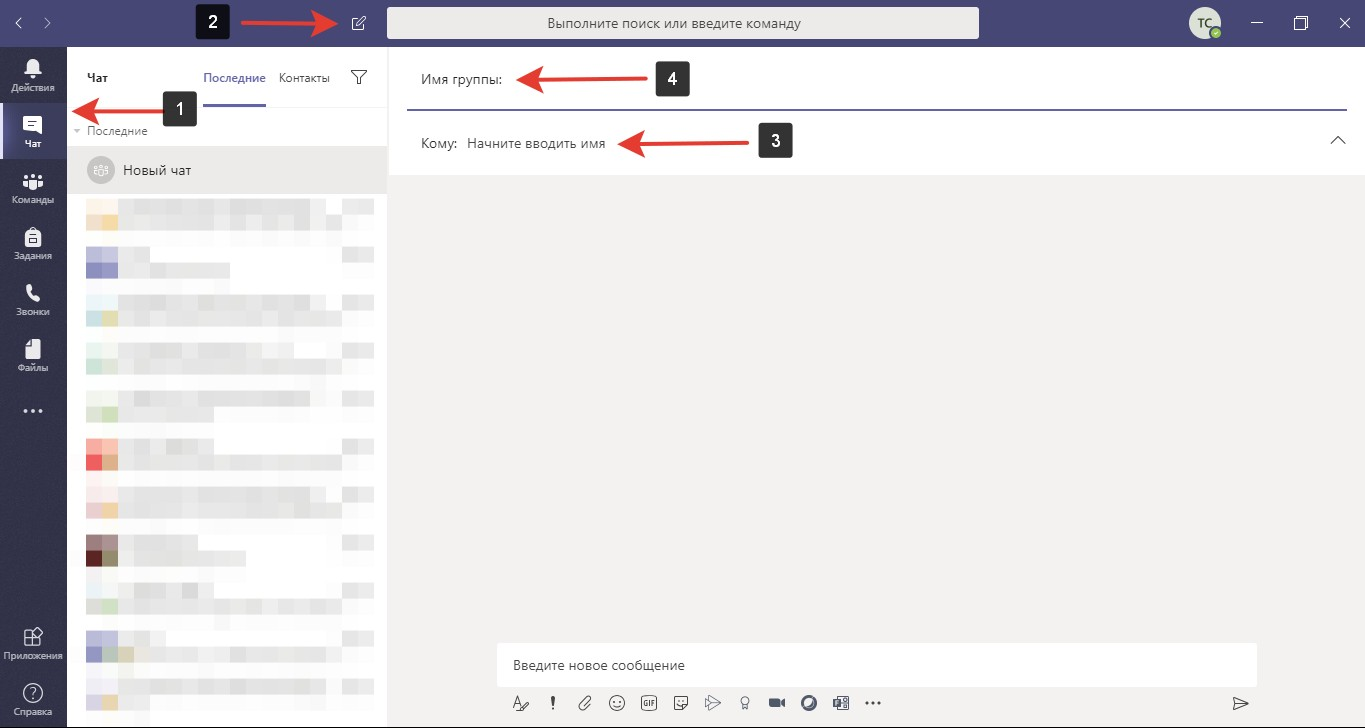 2
Выполните поиск или введите команду
TC
Действия
Чат
Команды
Задания
Звонки
Файлы
Приложения
Справка
Чат
Последние
Контакты
1
Последние
Новый чат
Имя группы:
4
Кому: Начните вводить имя
3
Введите новое сообщение
GIF